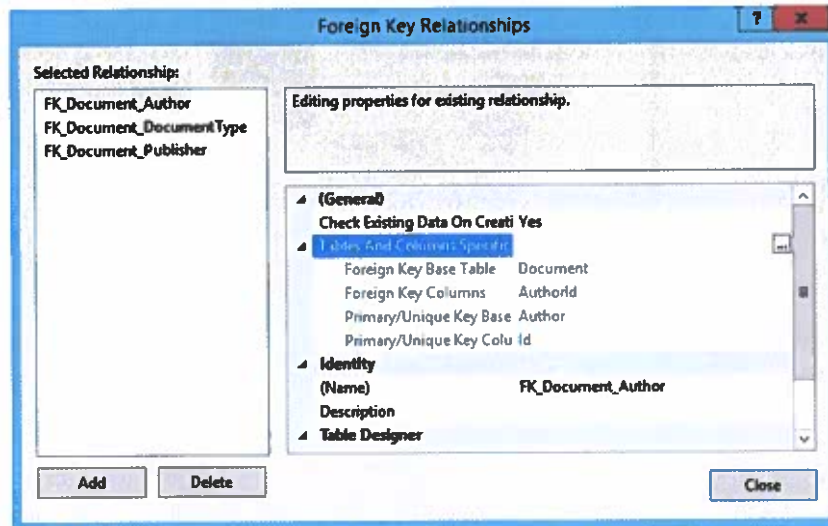 Foreign Key Relationships
?
Selected Relationship:
FK_Document_Author
FK_Document_DocumentType
FK_Document_Publisher
Editing properties for existing relationship.
(General)
Check Existing Data On Creati Yes
Tables And Columns Specific
Foreign Key Base Table Document
Foreign Key Columns AuthorId
Primary/Unique Key Base Author
Primary/Unique Key Colu Id
Identity
(Name) FK_Document_Author
Description
Table Designer
Add Delete Close